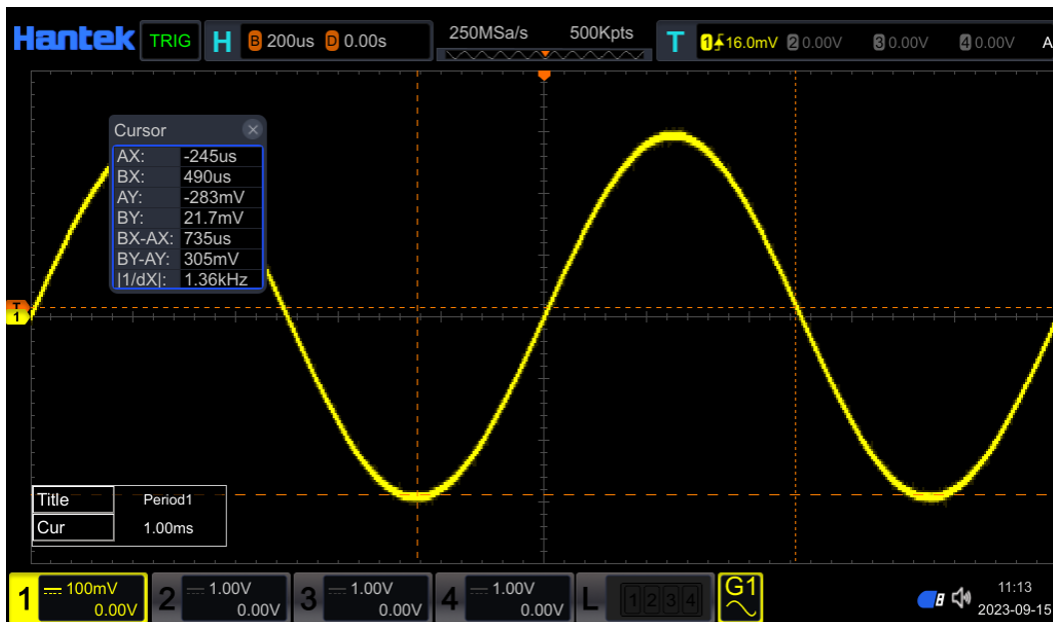 Hantek TRIG H B 200us D 0.00s 250MSa/s 500Kpts T 1 16.0mV 2 0.00V 3 0.00V 4 0.00V A
Cursor
AX: -245us
BX: 490us
AY: -283mV
BY: 21.7mV
BX-AX: 735us
BY-AY: 305mV
|1/dX|: 1.36kHz
T
1
Title Period1
Cur 1.00ms
1 100mV 0.00V
2 1.00V 0.00V
3 1.00V 0.00V
4 1.00V 0.00V
L 1 2 3 4
G1
11:13
2023-09-15